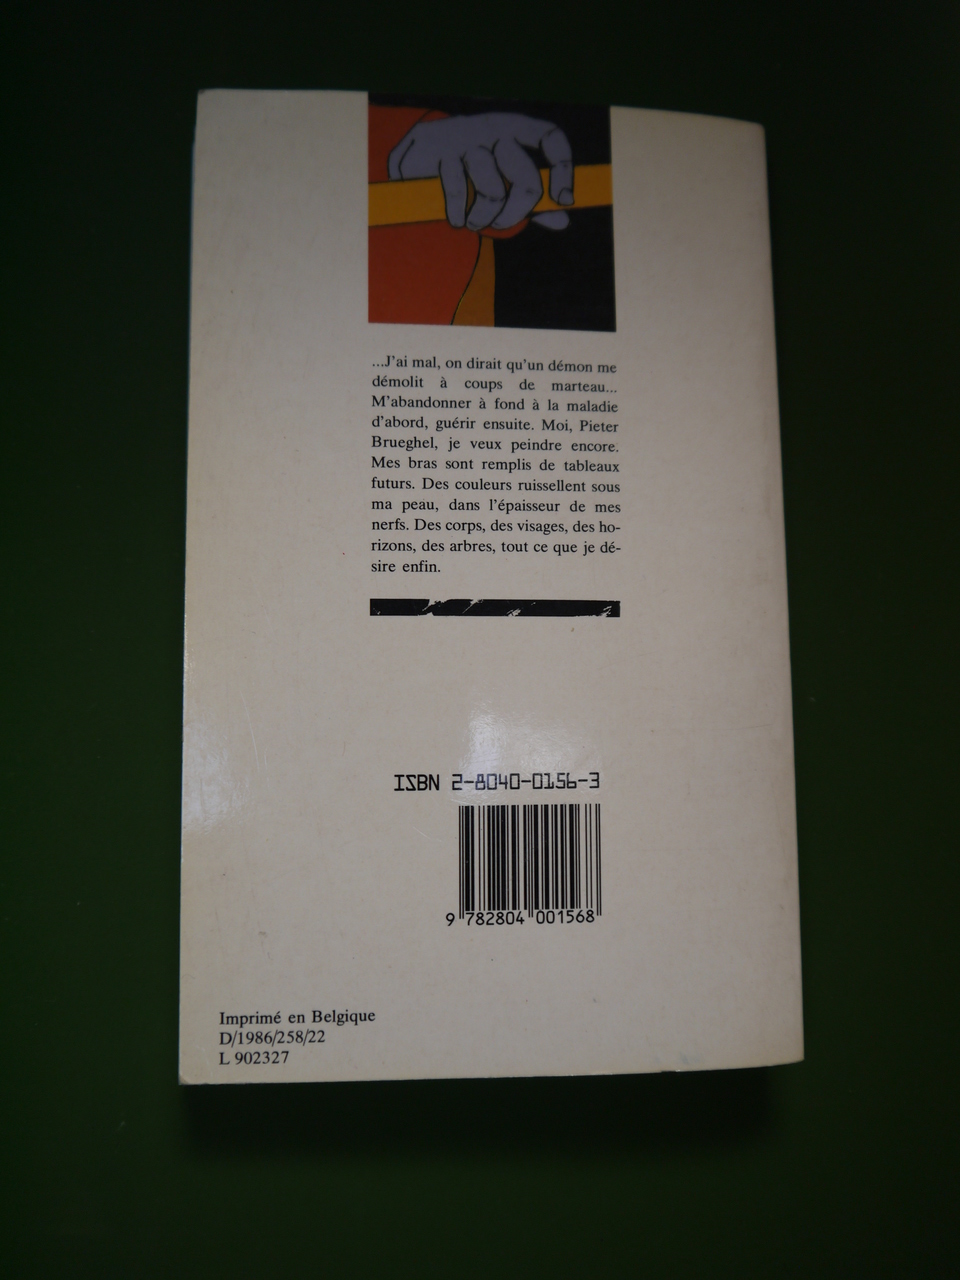 ...J'ai mal, on dirait qu'un démon me
démolit à coups de marteau...
M'abandonner à fond à la maladie
d'abord, guérir ensuite. Moi, Pieter
Brueghel, je veux peindre encore.
Mes bras sont remplis de tableaux
futurs. Des couleurs ruissellent sous
ma peau, dans l'épaisseur de mes
nerfs. Des corps, des visages, des ho-
rizons, des arbres, tout ce que je dé-
sire enfin.
ISBN 2-8040-0156-3
9 782804 001568
Imprimé en Belgique
D/1986/258/22
L 902327